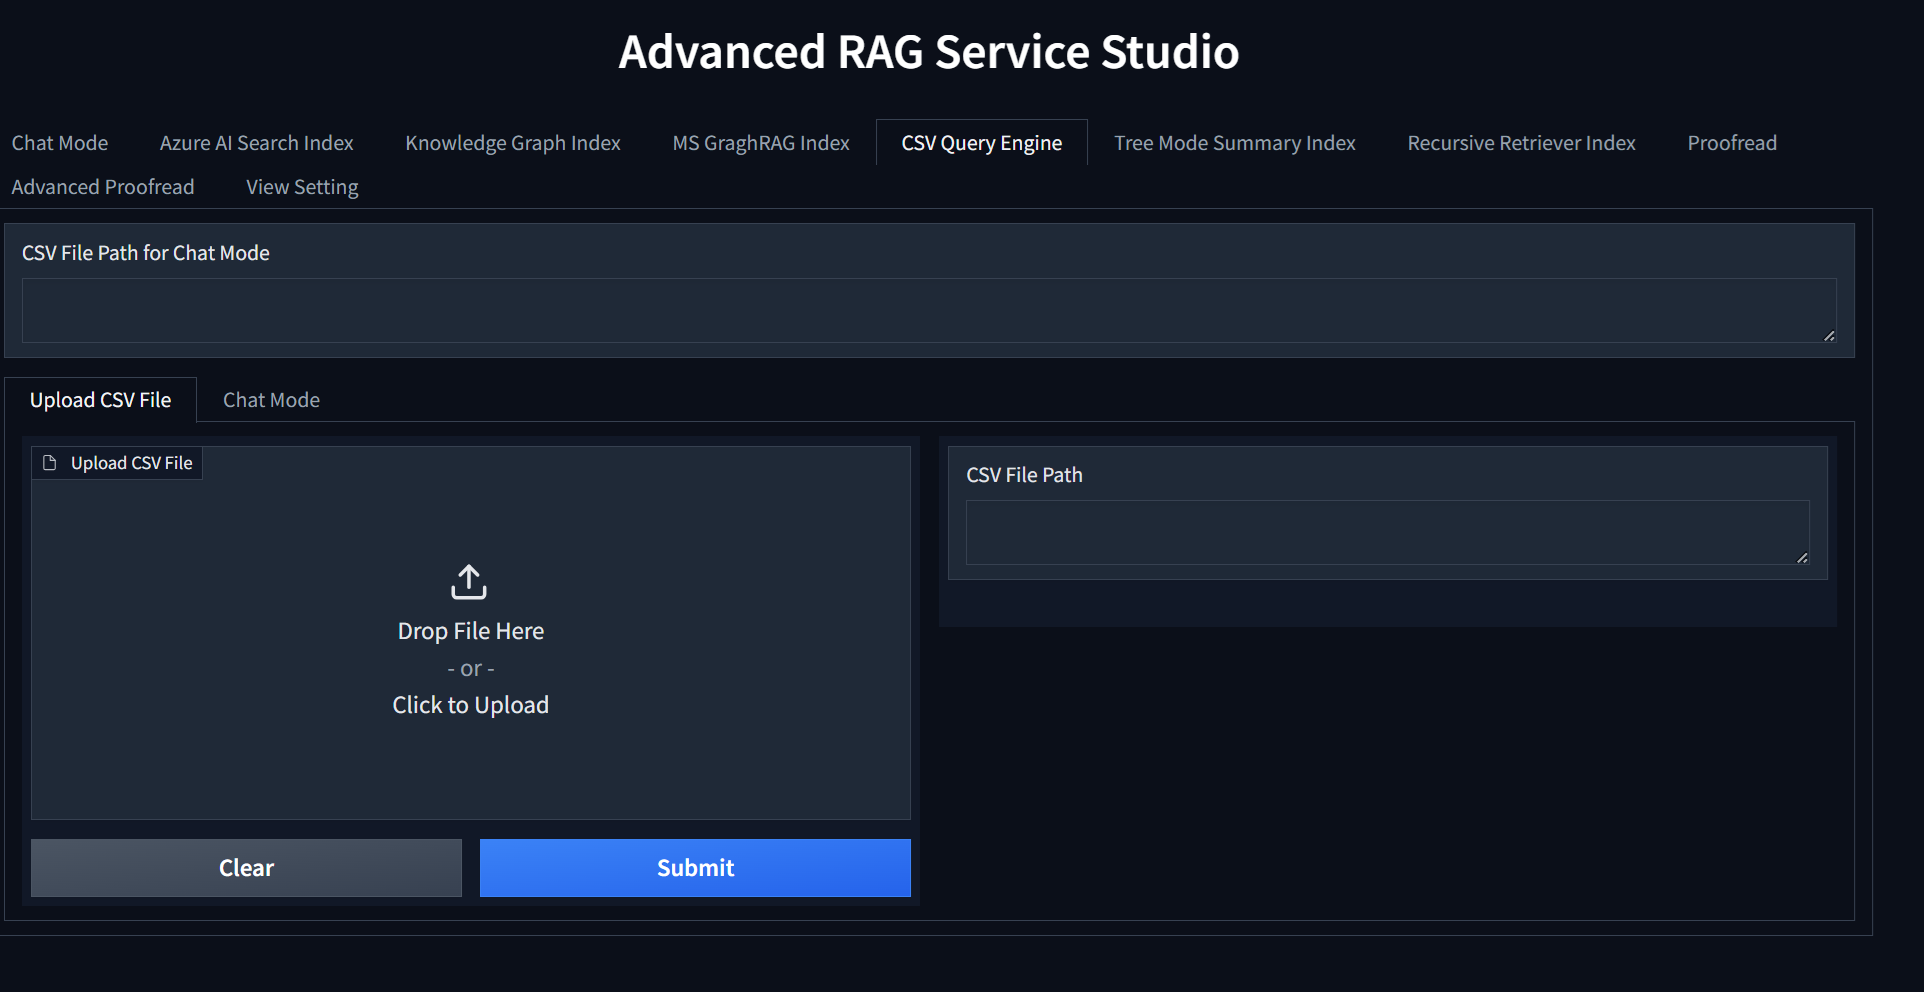 Advanced RAG Service Studio
Chat Mode Azure AI Search Index Knowledge Graph Index MS GraghRAG Index CSV Query Engine Tree Mode Summary Index Recursive Retriever Index Proofread
Advanced Proofread View Setting
CSV File Path for Chat Mode
Upload CSV File Chat Mode
Upload CSV File
CSV File Path
Drop File Here
- or -
Click to Upload
Clear Submit